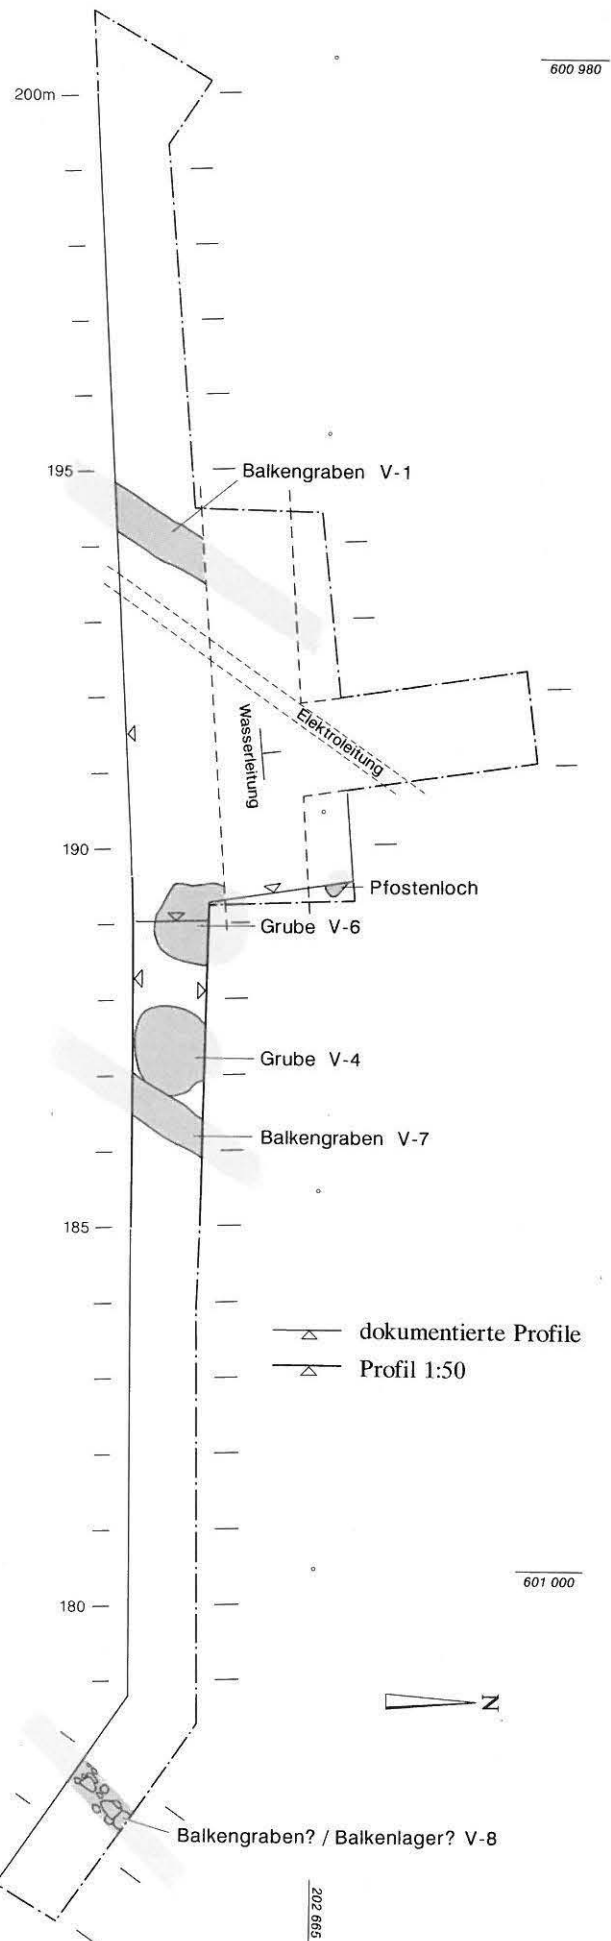 600 980
200m
195
Balkengraben V-1
Elektroleitung
Wasserleitung
190
Pfostenloch
Grube V-6
Grube V-4
Balkengraben V-7
185
dokumentierte Profile
Profil 1:50
180
601 000
N
Balkengraben? / Balkenlager? V-8
202 665